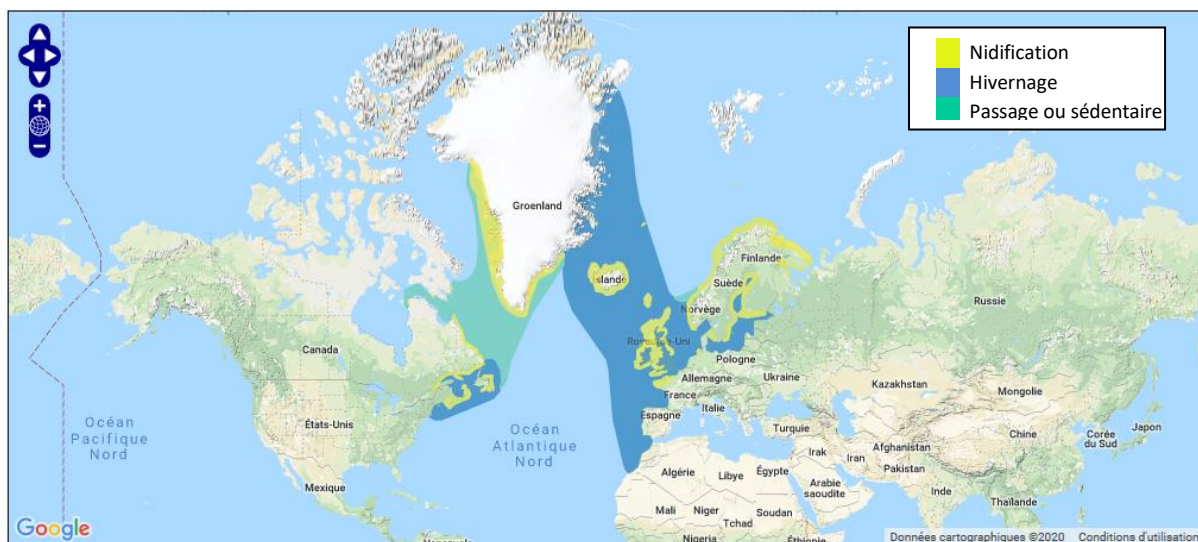 Nidification
Hivernage
Passage ou sédentaire
Groenland
Islande
Finlande
Suède
Norvège
Russie
Royaume-Uni
Canada
Pologne
Allemagne
Ukraine
Kazakhstan
Mongolie
France
Océan
Pacifique
Nord
États-Unis
Océan
Atlantique
Nord
Espagne
Italie
Turquie
Afghanistan
Chine
Corée
du Sud
Japon
Irak
Iran
Pakistan
Algérie
Libye
Égypte
Arabie
saoudite
Inde
Mexique
Mali
Niger
Soudan
Tchad
Thaïlande
Google
Nigeria
Données cartographiques ©2020
Conditions d'utilisation